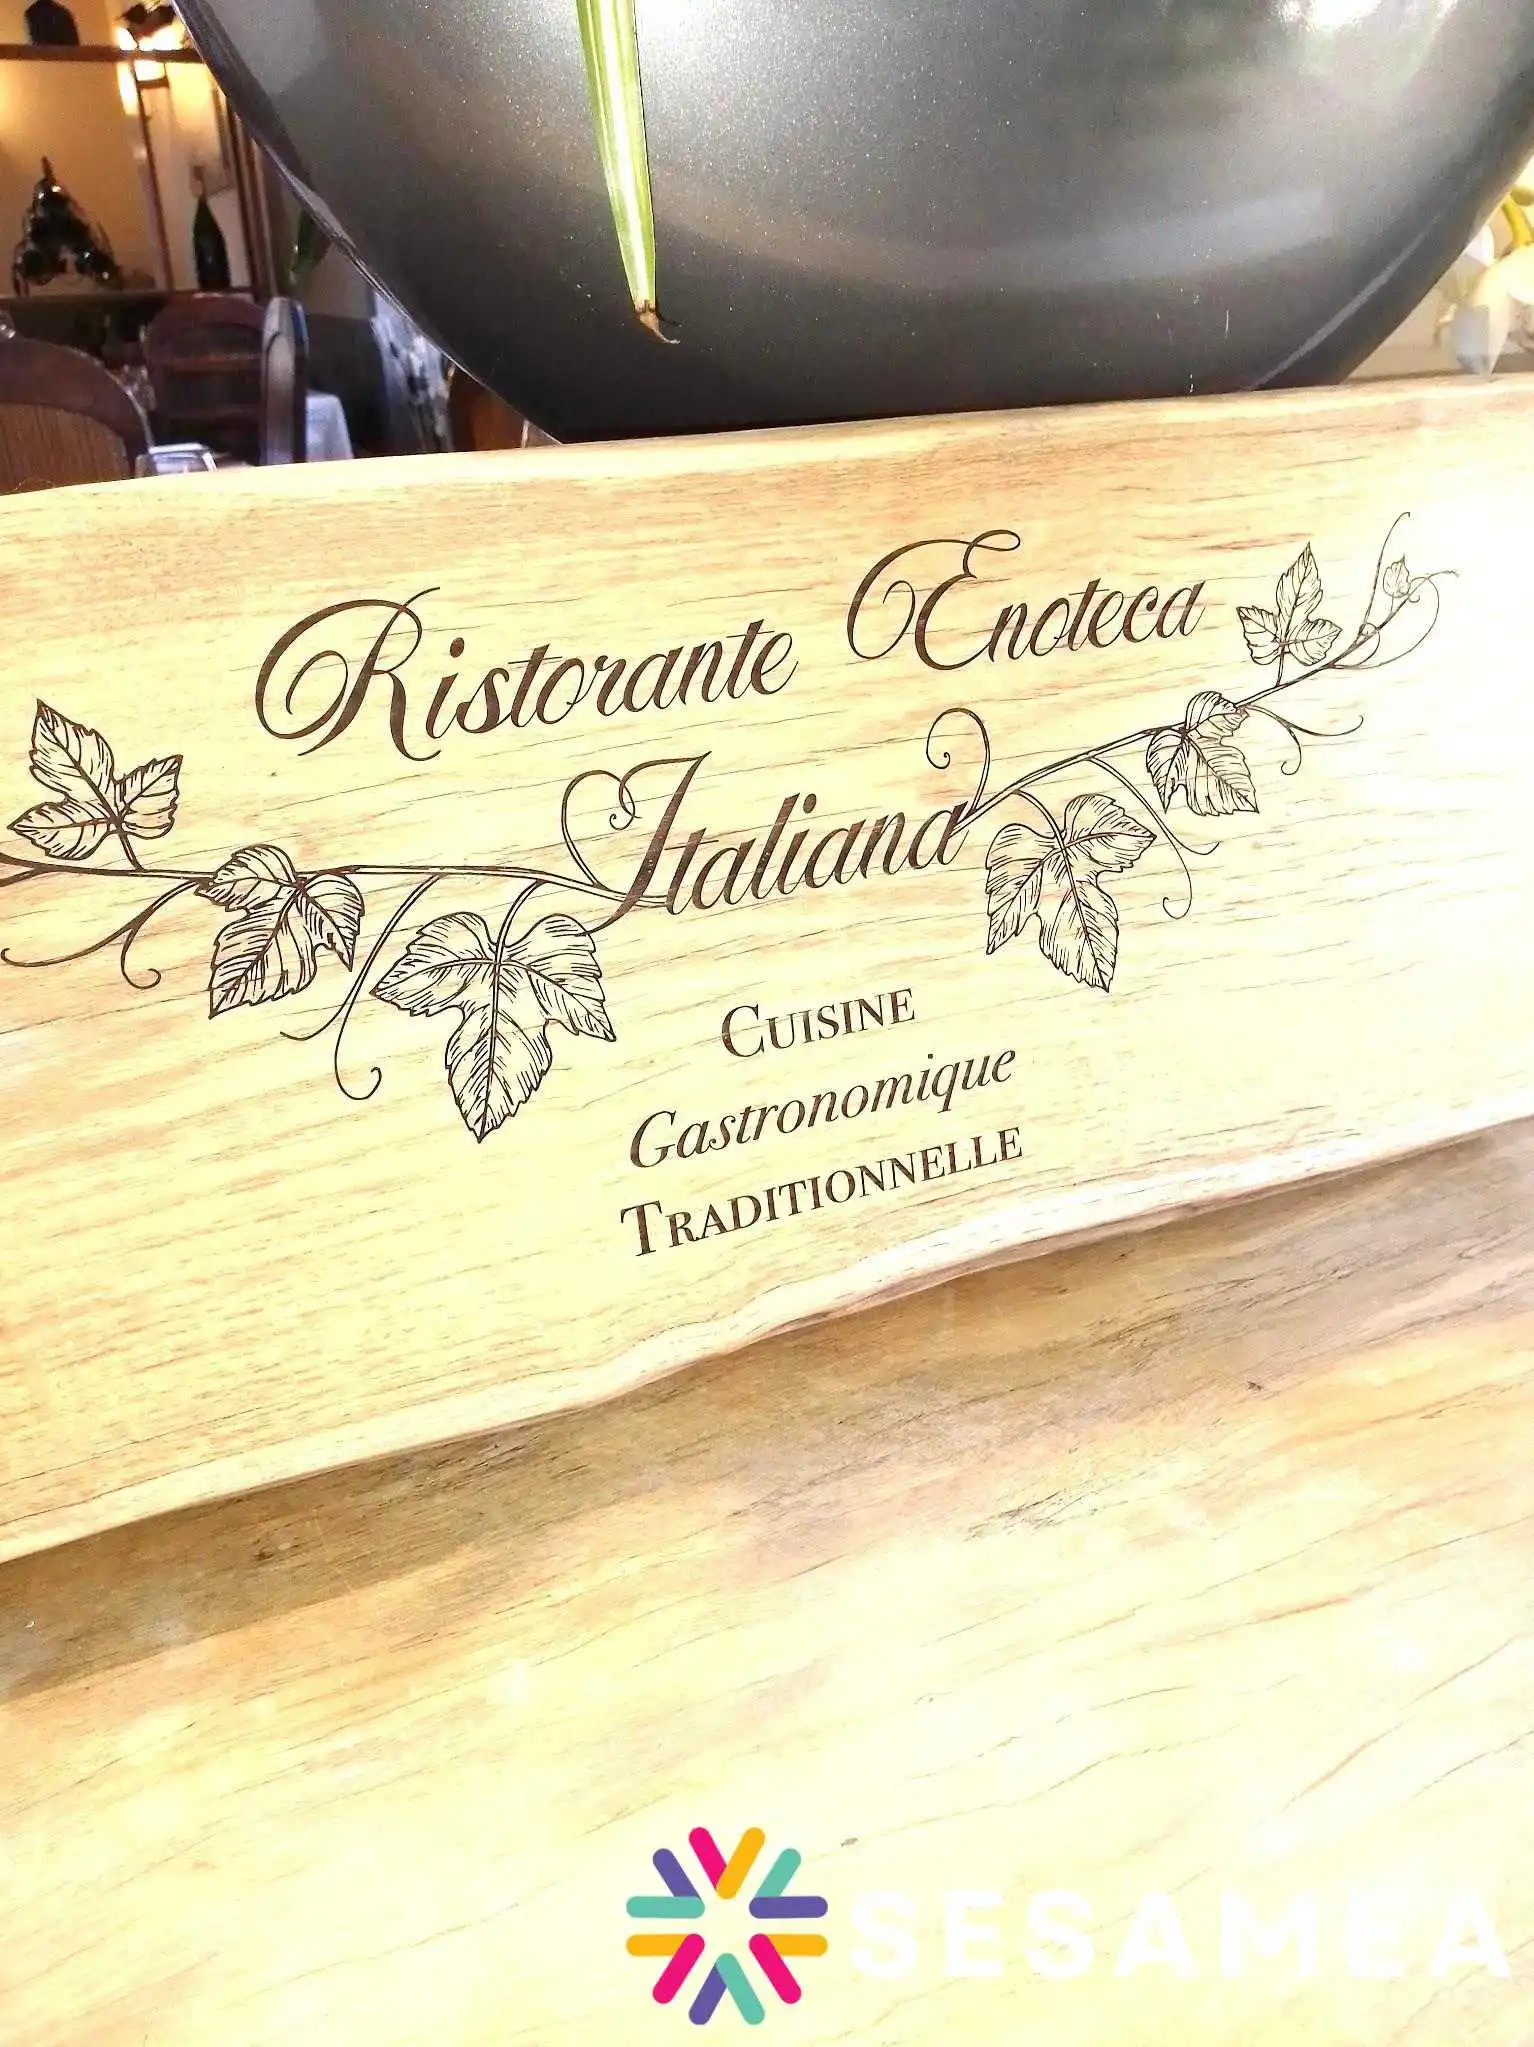 Ristorante Enoteca
Italiana
CUISINE
Gastronomique
TRADITIONNELLE
SESAMEA